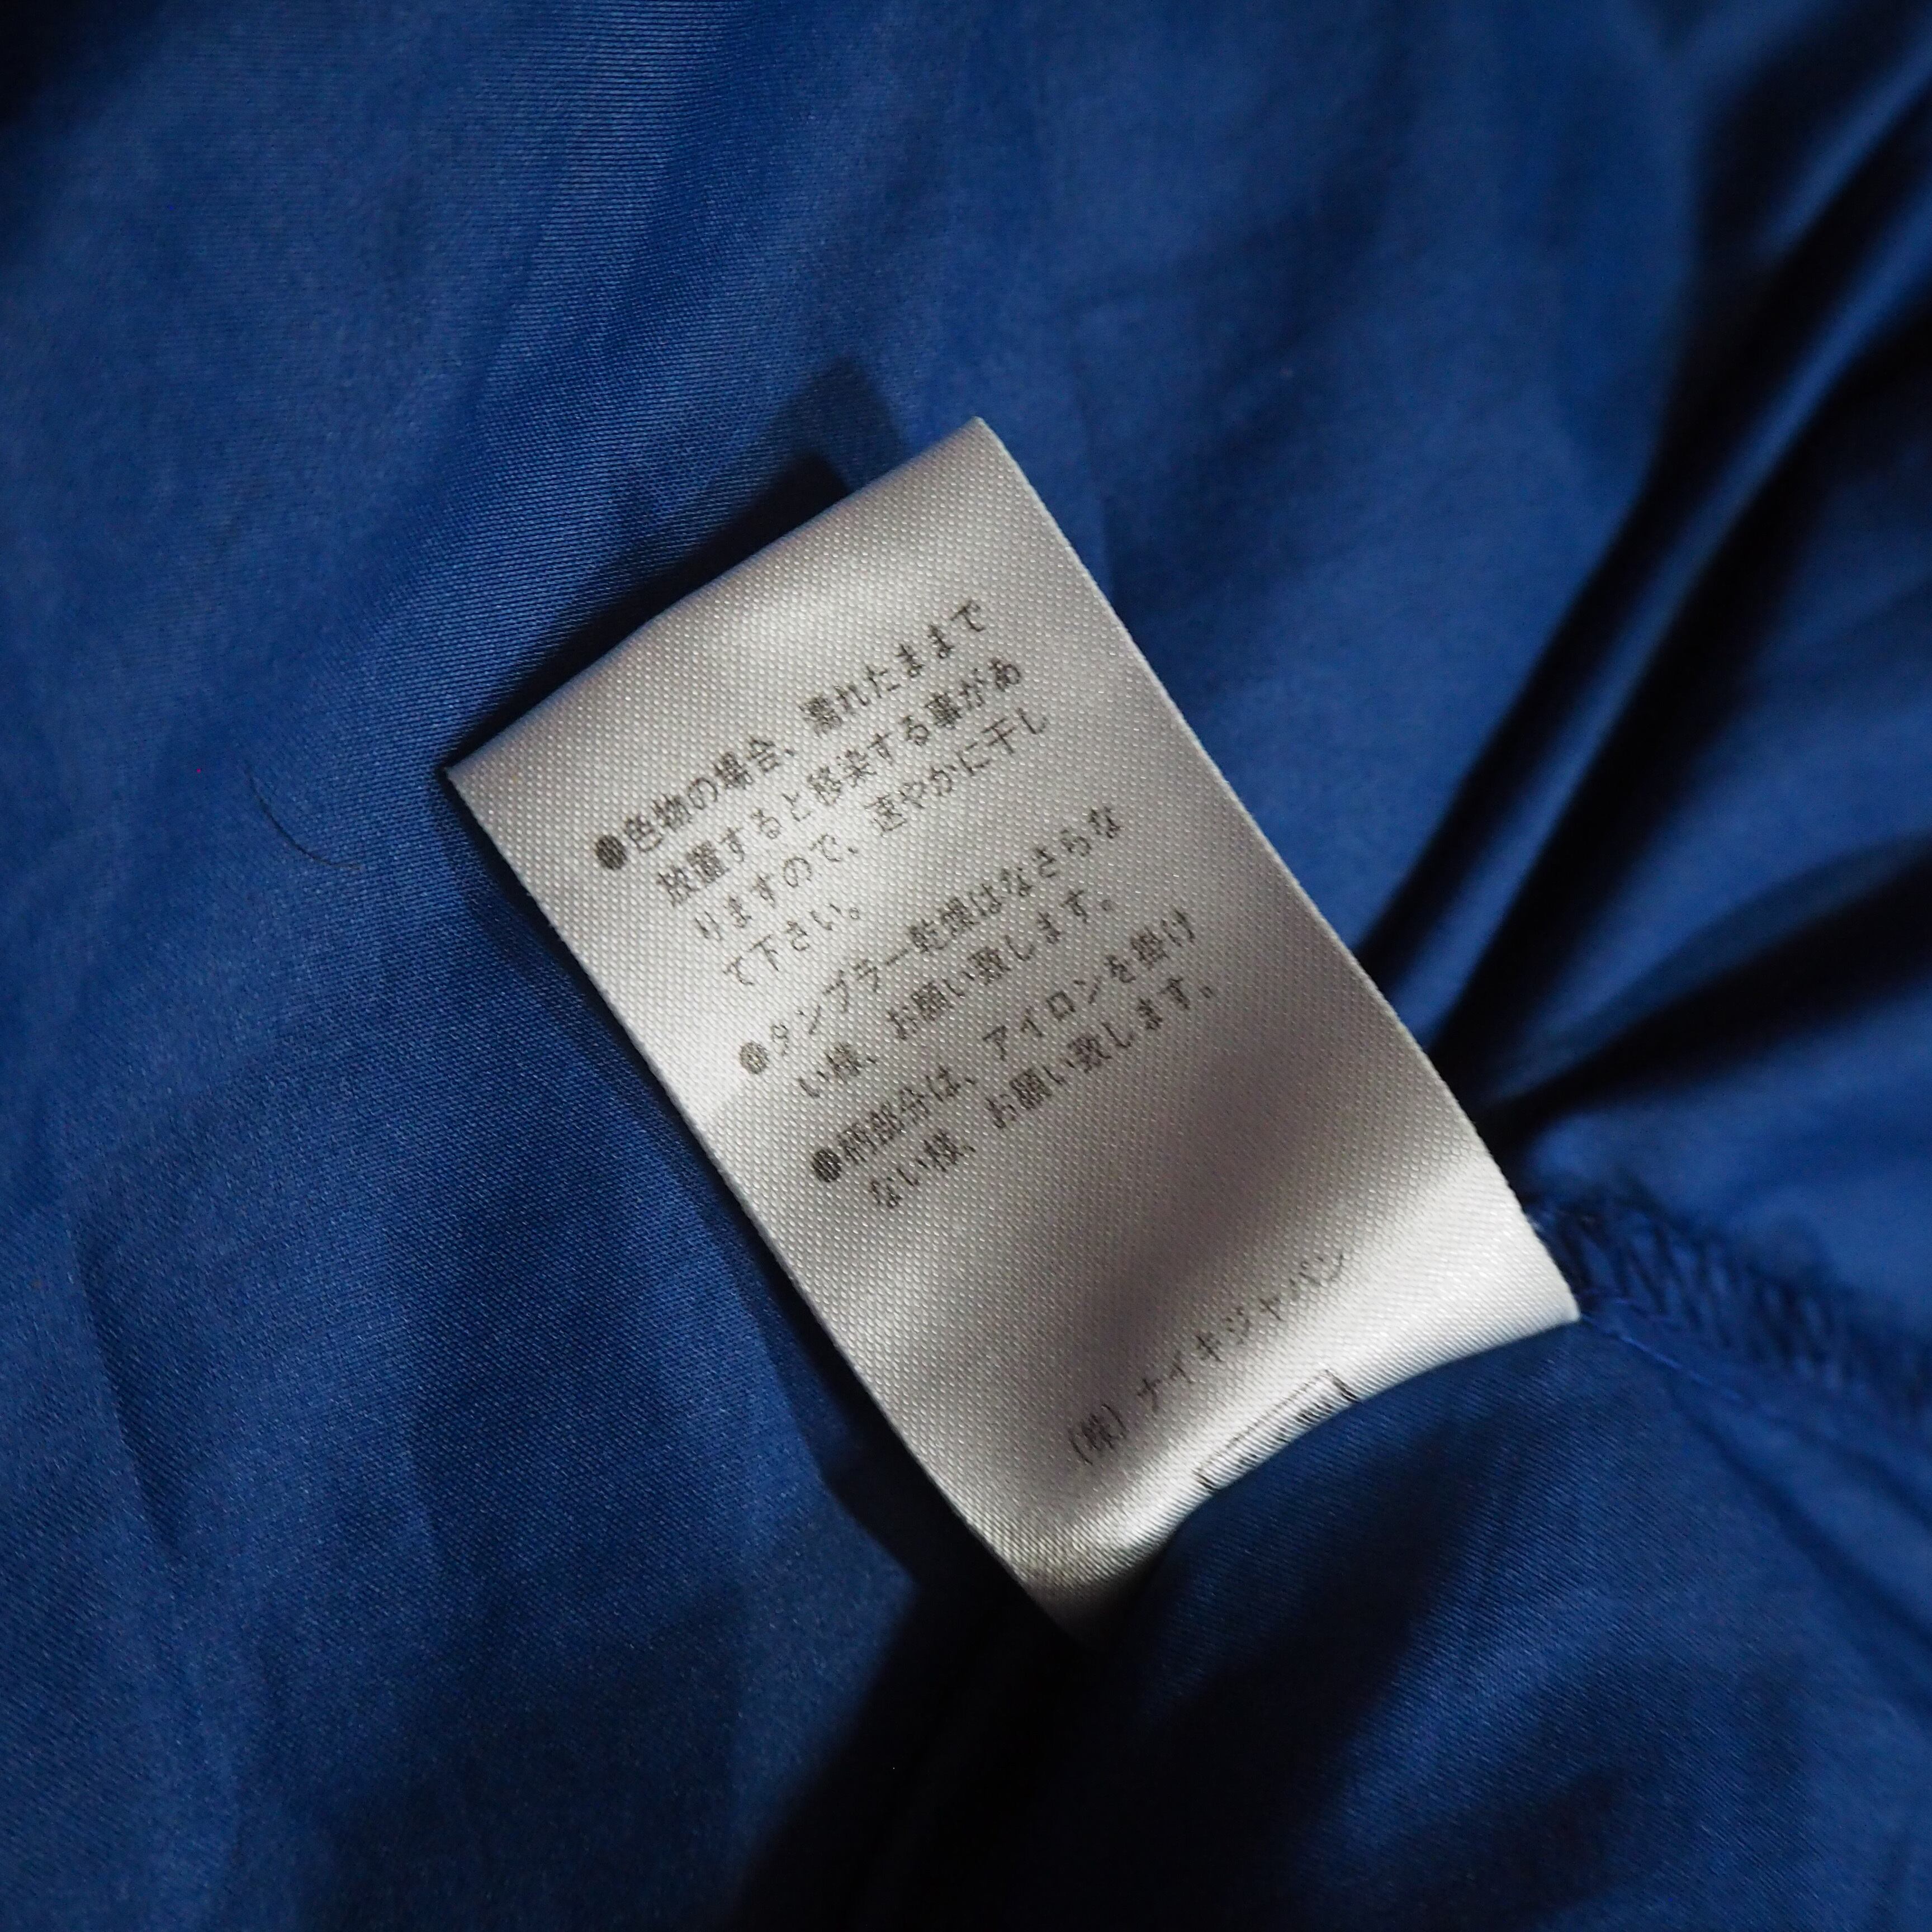 ●色物の場合、濡れたままで
放置すると移染する事があ
りますので、速やかに干し
て下さい。
●タンブラー乾燥はなさらな
い様、お願い致します。
●柄部分は、アイロンを掛け
ない様、お願い致します。
(株)ナイキジャパン